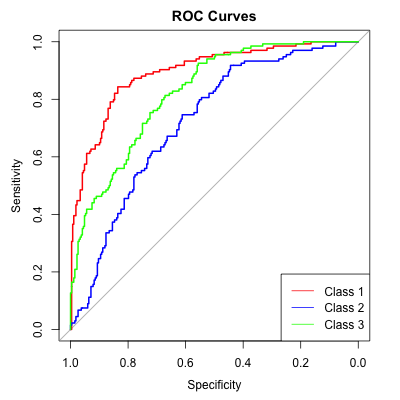 ROC Curves
Sensitivity
0.0 0.2 0.4 0.6 0.8 1.0
1.0 0.8 0.6 0.4 0.2 0.0
Specificity
Class 1
Class 2
Class 3